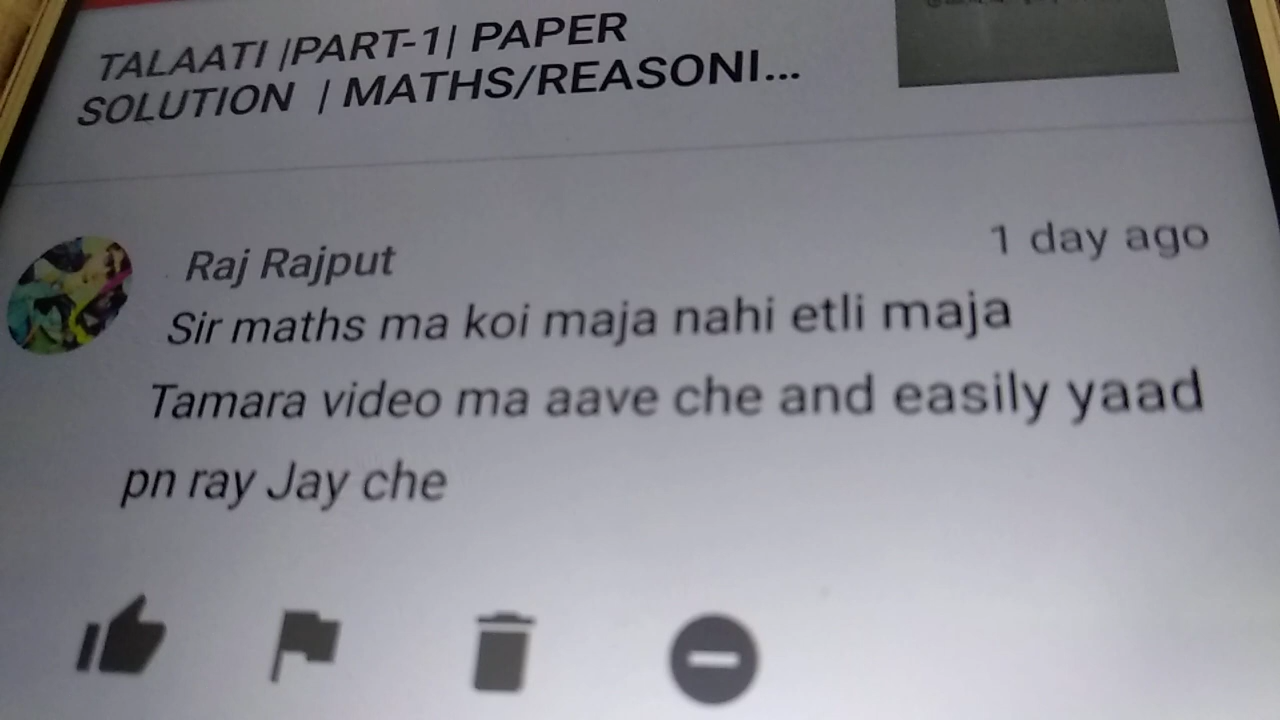 TALAATI |PART-1| PAPER
SOLUTION | MATHS/REASONI...
Raj Rajput
1 day ago
Sir maths ma koi maja nahi etli maja
Tamara video ma aave che and easily yaad
pn ray Jay che